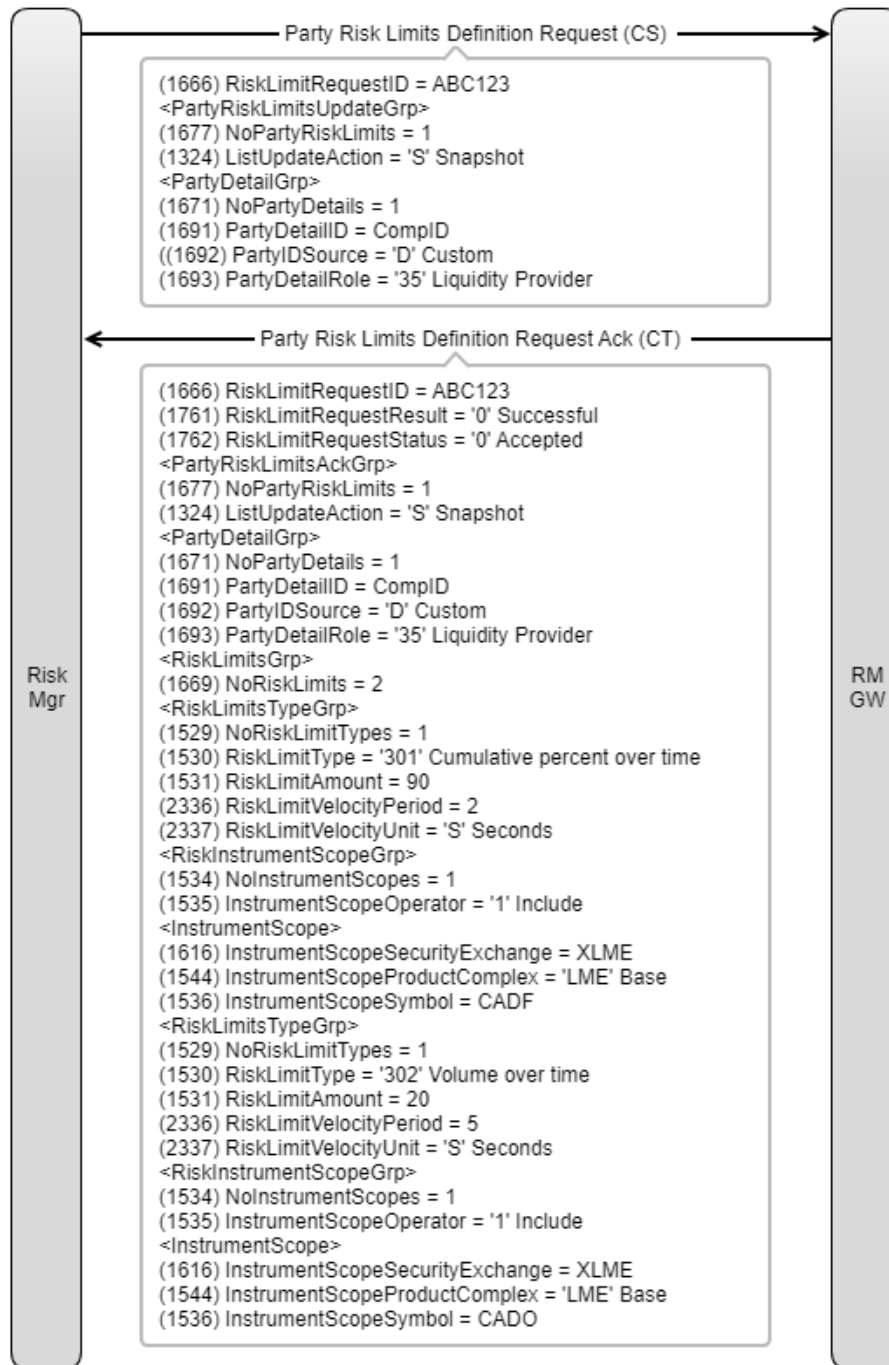 Party Risk Limits Definition Request (CS)
(1666) RiskLimitRequestID = ABC123
<PartyRiskLimitsUpdateGrp>
(1677) NoPartyRiskLimits = 1
(1324) ListUpdateAction = 'S' Snapshot
<PartyDetailGrp>
(1671) NoPartyDetails = 1
(1691) PartyDetailID = CompID
((1692) PartyIDSource = 'D' Custom
(1693) PartyDetailRole = '35' Liquidity Provider
Party Risk Limits Definition Request Ack (CT)
(1666) RiskLimitRequestID = ABC123
(1761) RiskLimitRequestResult = '0' Successful
(1762) RiskLimitRequestStatus = '0' Accepted
<PartyRiskLimitsAckGrp>
(1677) NoPartyRiskLimits = 1
(1324) ListUpdateAction = 'S' Snapshot
<PartyDetailGrp>
(1671) NoPartyDetails = 1
(1691) PartyDetailID = CompID
(1692) PartyIDSource = 'D' Custom
(1693) PartyDetailRole = '35' Liquidity Provider
<RiskLimitsGrp>
(1669) NoRiskLimits = 2
<RiskLimitsTypeGrp>
(1529) NoRiskLimitTypes = 1
(1530) RiskLimitType = '301' Cumulative percent over time
(1531) RiskLimitAmount = 90
(2336) RiskLimitVelocityPeriod = 2
(2337) RiskLimitVelocityUnit = 'S' Seconds
<RiskInstrumentScopeGrp>
(1534) NoInstrumentScopes = 1
(1535) InstrumentScopeOperator = '1' Include
<InstrumentScope>
(1616) InstrumentScopeSecurityExchange = XLME
(1544) InstrumentScopeProductComplex = 'LME' Base
(1536) InstrumentScopeSymbol = CADF
<RiskLimitsTypeGrp>
(1529) NoRiskLimitTypes = 1
(1530) RiskLimitType = '302' Volume over time
(1531) RiskLimitAmount = 20
(2336) RiskLimitVelocityPeriod = 5
(2337) RiskLimitVelocityUnit = 'S' Seconds
<RiskInstrumentScopeGrp>
(1534) NoInstrumentScopes = 1
(1535) InstrumentScopeOperator = '1' Include
<InstrumentScope>
(1616) InstrumentScopeSecurityExchange = XLME
(1544) InstrumentScopeProductComplex = 'LME' Base
(1536) InstrumentScopeSymbol = CADO
Risk
Mgr
RM
GW